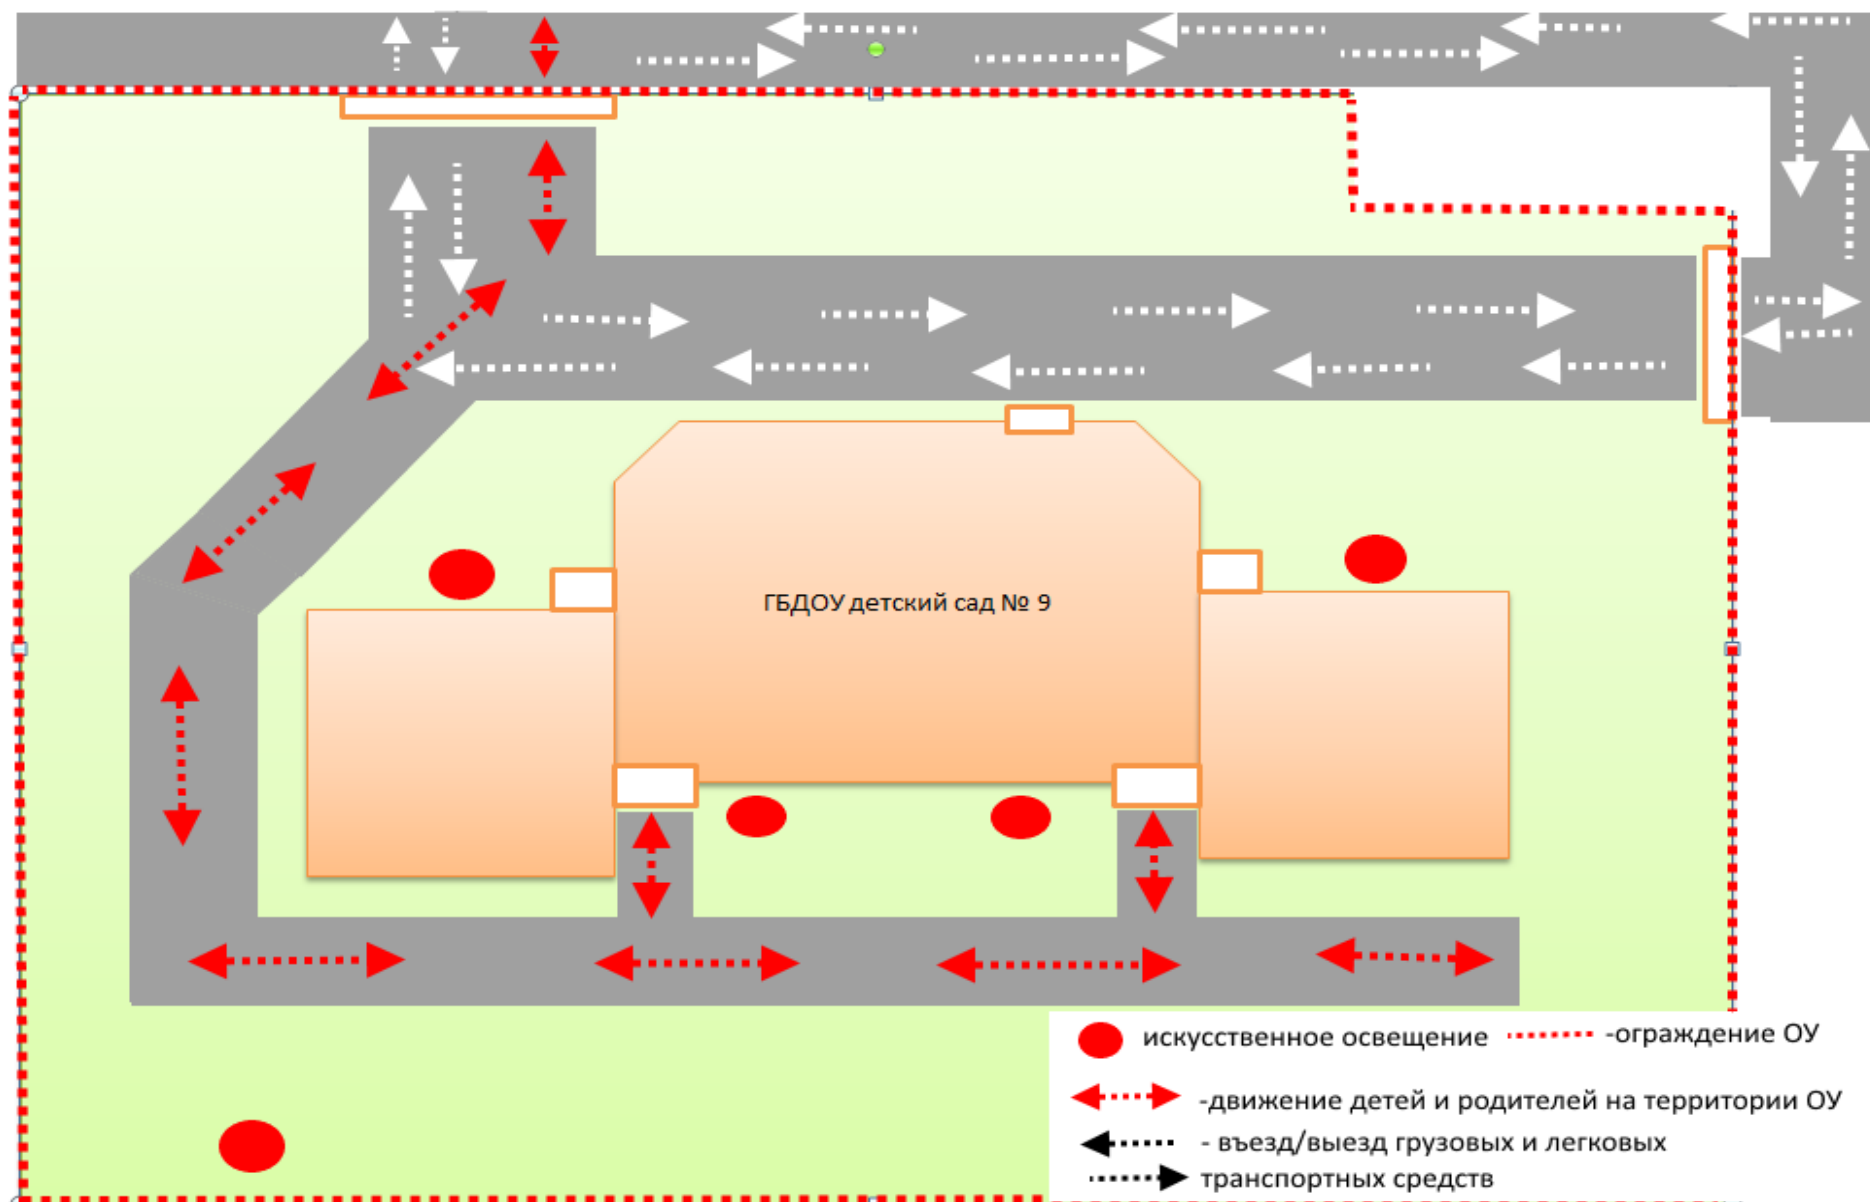 ГБДОУ детский сад № 9
искусственное освещение
-ограждение ОУ
-движение детей и родителей на территории ОУ
- въезд/выезд грузовых и легковых
транспортных средств